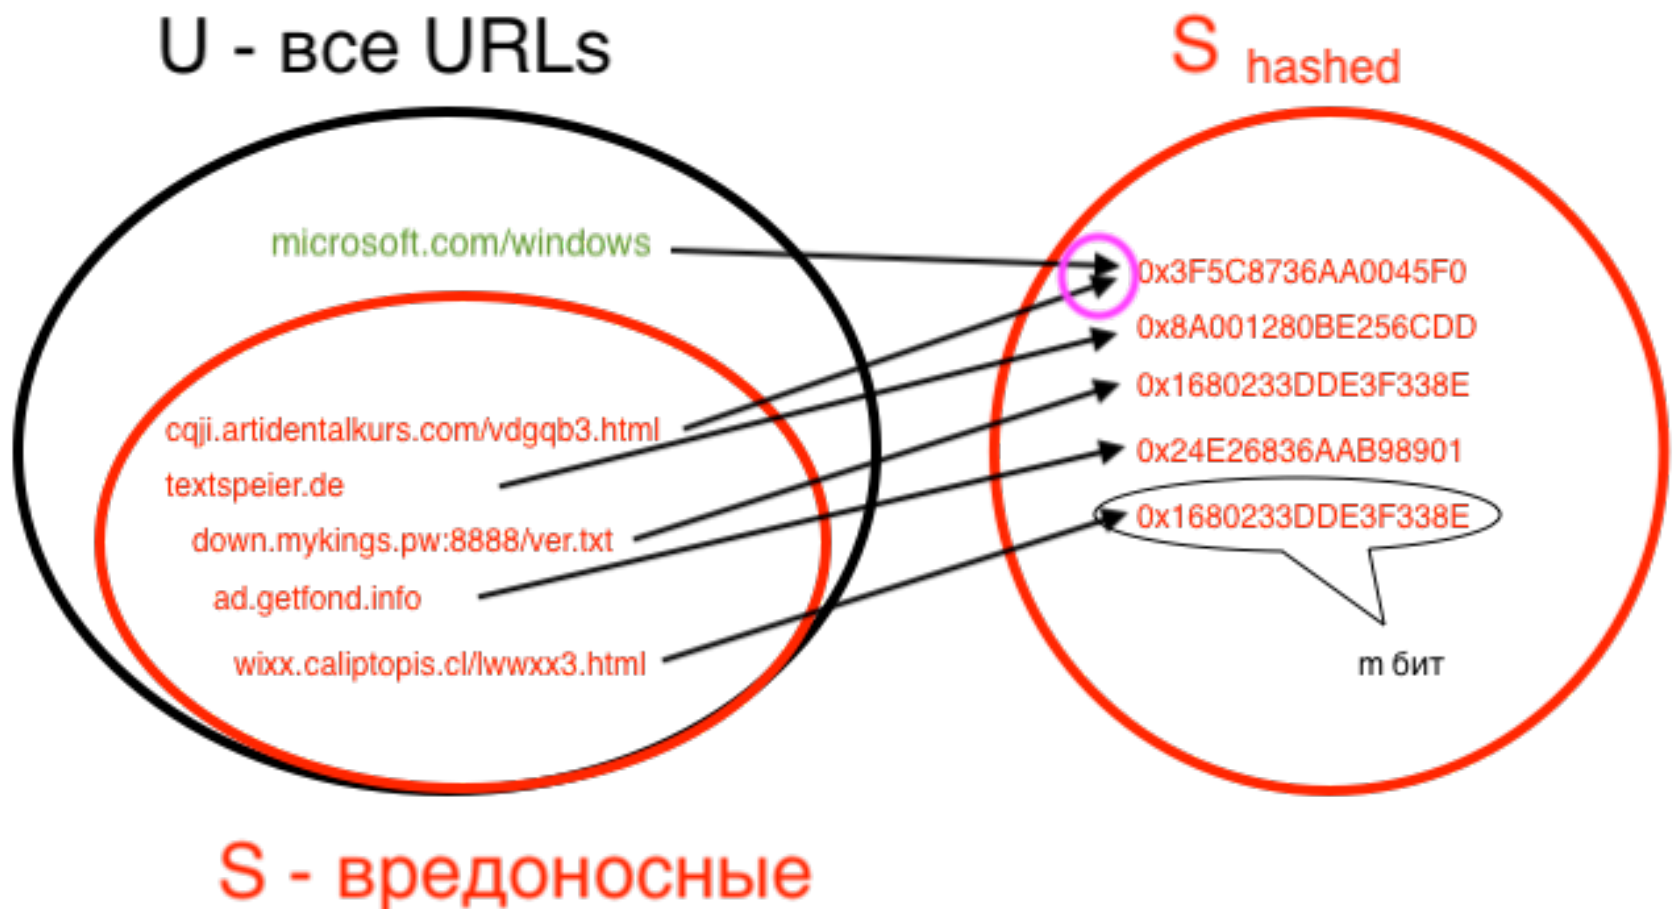 U - все URLs
S hashed
microsoft.com/windows
0x3F5C8736AA0045F0
0x8A001280BE256CDD
0x1680233DDE3F338E
0x24E26836AAB98901
0x1680233DDE3F338E
cqji.artidentalkurs.com/vdgqb3.html
textspeier.de
down.mykings.pw:8888/ver.txt
ad.getfond.info
wixx.caliptopis.cl/lwwxx3.html
m бит
S - вредоносные